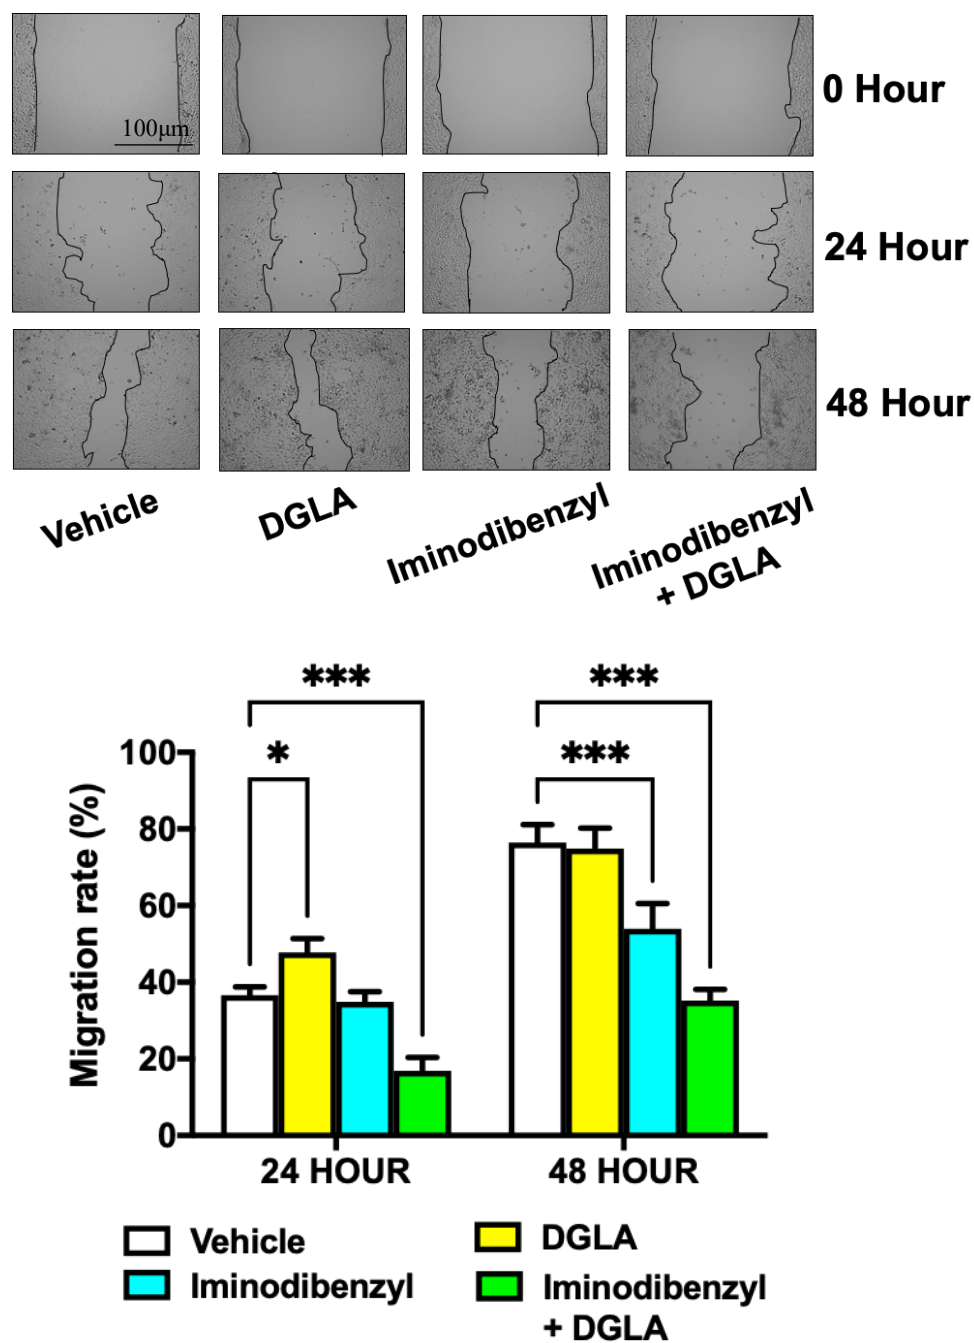 100µm
0 Hour
24 Hour
48 Hour
Vehicle
DGLA
Iminodibenzyl
Iminodibenzyl
+ DGLA
***
***
*
***
Migration rate (%)
100
80
60
40
20
0
24 HOUR
48 HOUR
Vehicle
DGLA
Iminodibenzyl
Iminodibenzyl
+ DGLA